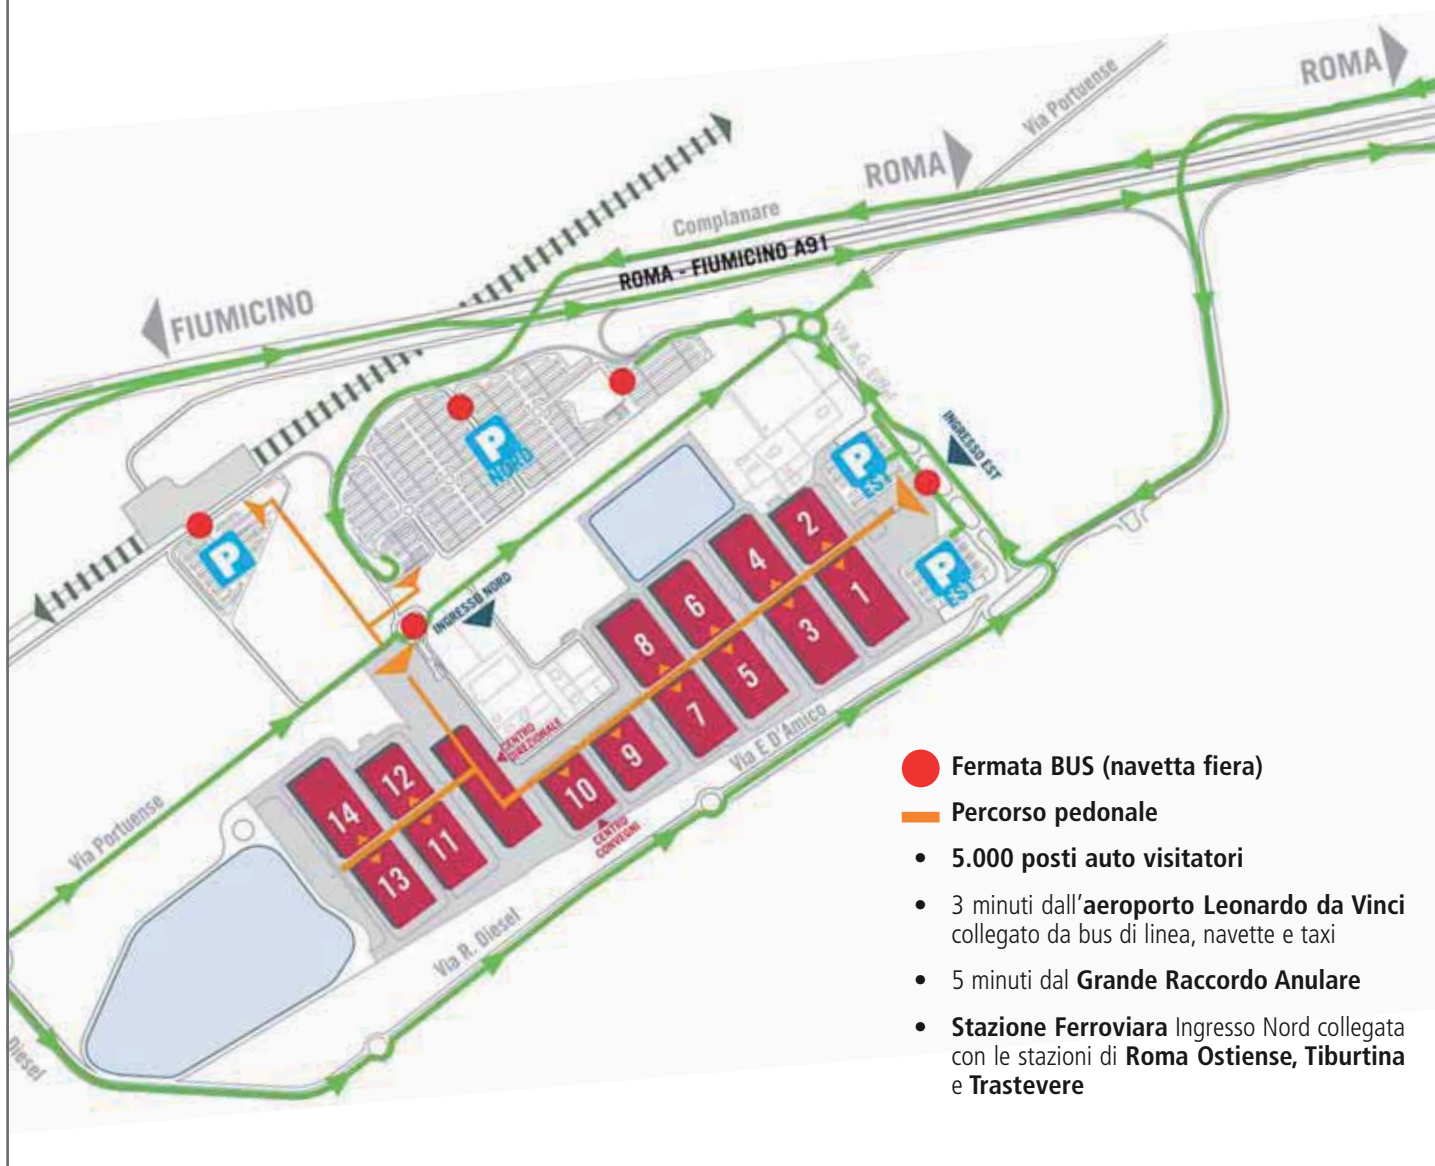 ROMA
Via Portuense
ROMA
Complanare
ROMA - FIUMICINO A91
FIUMICINO
P
NORD
INGRESSO EST
P
EST
P
INGRESSO NORD
P
EST
2
4
1
6
3
8
5
7
CENTRO
DIREZIONALE
9
Via E D'Amico
12
10
14
11
CENTRO
CONVEGNI
13
Via Portuense
Via R. Diesel
Diesel
Fermata BUS (navetta fiera)
Percorso pedonale
• 5.000 posti auto visitatori
• 3 minuti dall'aeroporto Leonardo da Vinci
collegato da bus di linea, navette e taxi
• 5 minuti dal Grande Raccordo Anulare
• Stazione Ferroviara Ingresso Nord collegata
con le stazioni di Roma Ostiense, Tiburtina
e Trastevere